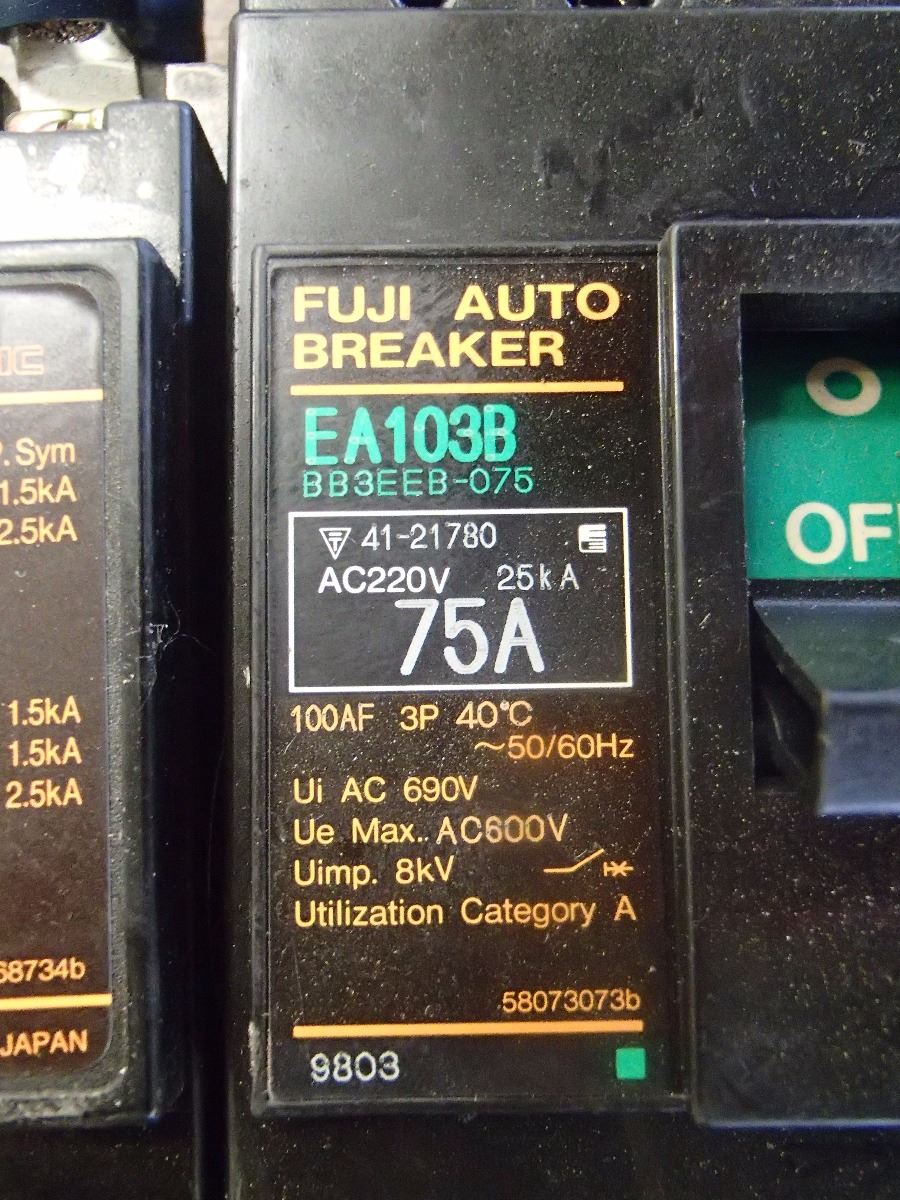 FUJI AUTO
BREAKER
EA103B
BB3EEB-075
41-21780
AC220V 25kA
75A
100AF 3P 40°C
~50/60Hz
Ui AC 690V
Ue Max. AC600V
Uimp. 8kV
Utilization Category A
58073073b
9803
O
OFF
Sym
1.5kA
2.5kA
1.5kA
1.5kA
2.5kA
68734b
JAPAN